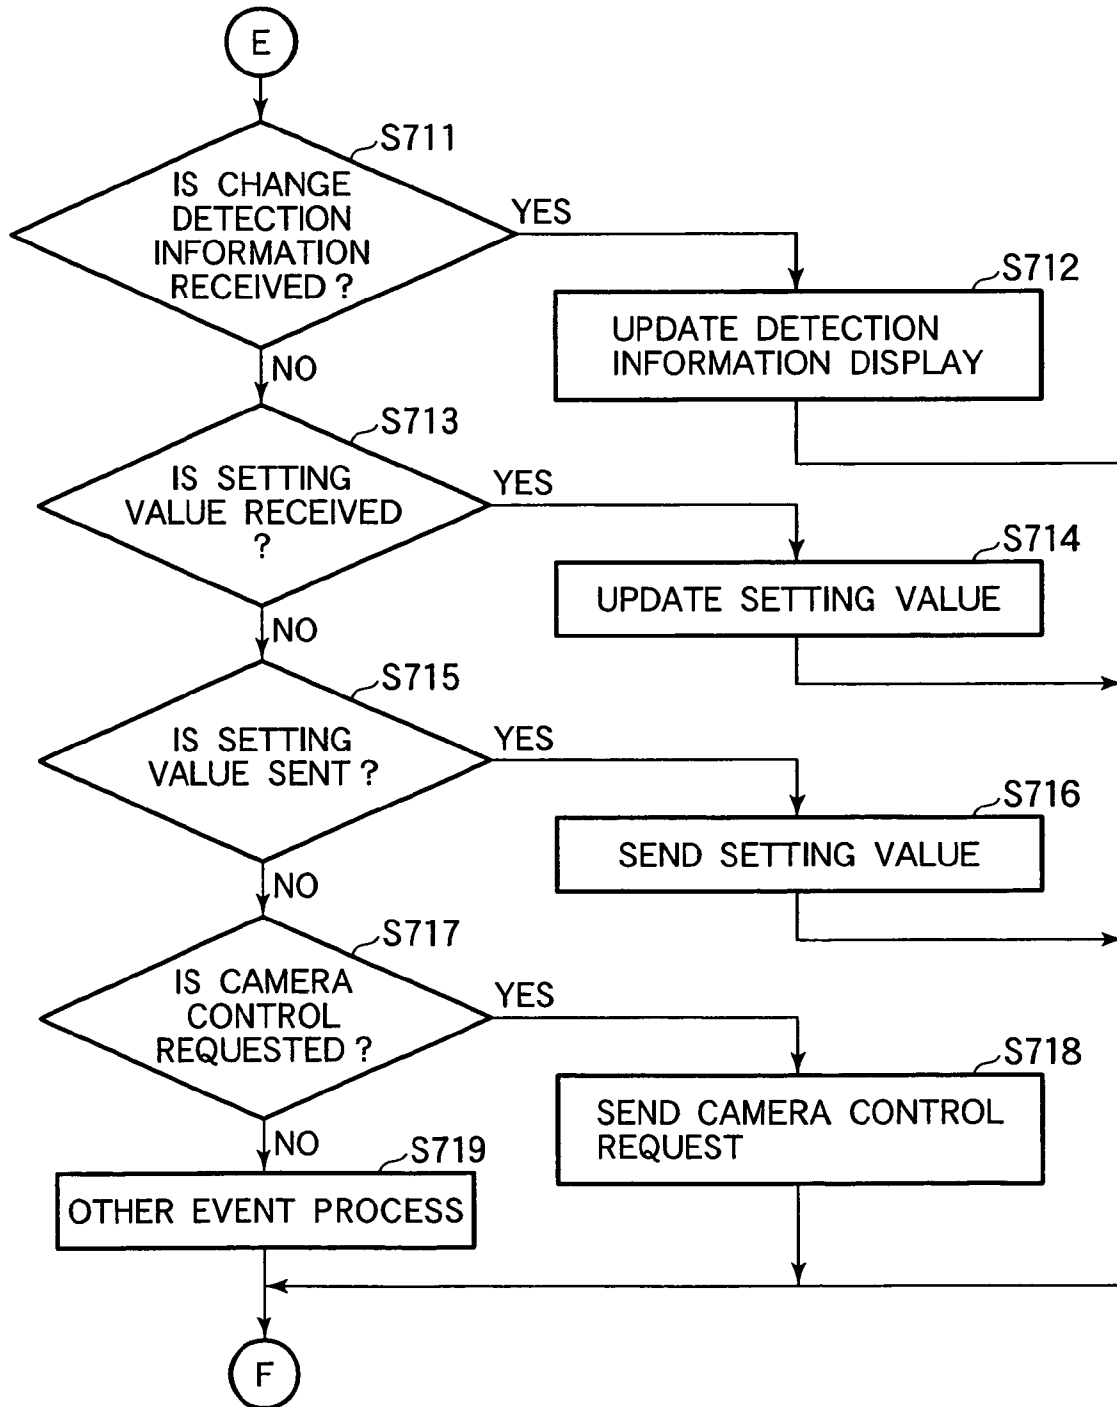 E
S711
IS CHANGE
DETECTION
INFORMATION
RECEIVED ?
YES
S712
UPDATE DETECTION
INFORMATION DISPLAY
NO
S713
IS SETTING
VALUE RECEIVED
?
YES
S714
UPDATE SETTING VALUE
NO
S715
IS SETTING
VALUE SENT ?
YES
S716
SEND SETTING VALUE
NO
S717
IS CAMERA
CONTROL
REQUESTED ?
YES
S718
SEND CAMERA CONTROL
REQUEST
NO
S719
OTHER EVENT PROCESS
F